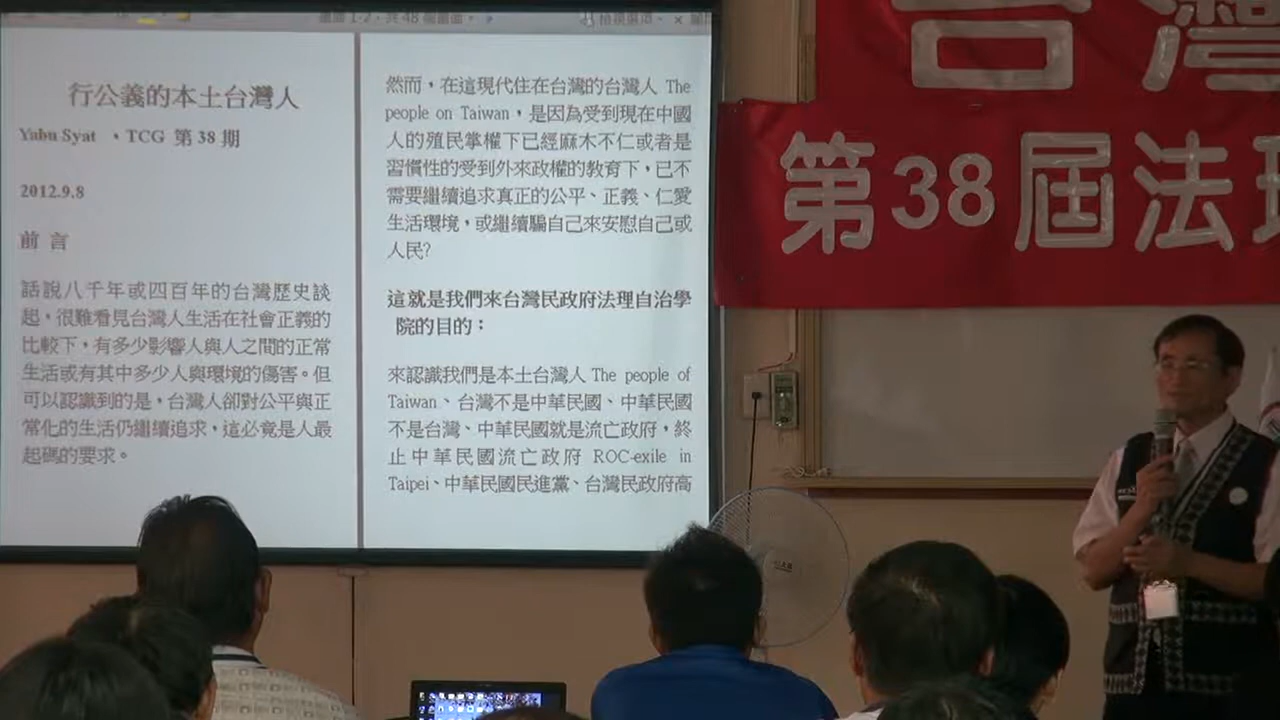 畫面 1-2，共 48 個畫面
檢視選項
行公義的本土台灣人
Yabu Syat ，TCG 第 38 期
2012.9.8
前 言
話說八千年或四百年的台灣歷史談
起，很難看見台灣人生活在社會正義的
比較下，有多少影響人與人之間的正常
生活或有其中多少人與環境的傷害。但
可以認識到的是，台灣人卻對公平與正
常化的生活仍繼續追求，這必竟是人最
起碼的要求。
然而，在這現代住在台灣的台灣人 The
people on Taiwan，是因為受到現在中國
人的殖民掌權下已經麻木不仁或者是
習慣性的受到外來政權的教育下，已不
需要繼續追求真正的公平、正義、仁愛
生活環境，或繼續騙自己來安慰自己或
人民?
這就是我們來台灣民政府法理自治學
院的目的：
來認識我們是本土台灣人 The people of
Taiwan、台灣不是中華民國、中華民國
不是台灣、中華民國就是流亡政府，終
止中華民國流亡政府 ROC-exile in
Taipei、中華民國民進黨、台灣民政府高
台灣
第38屆法理